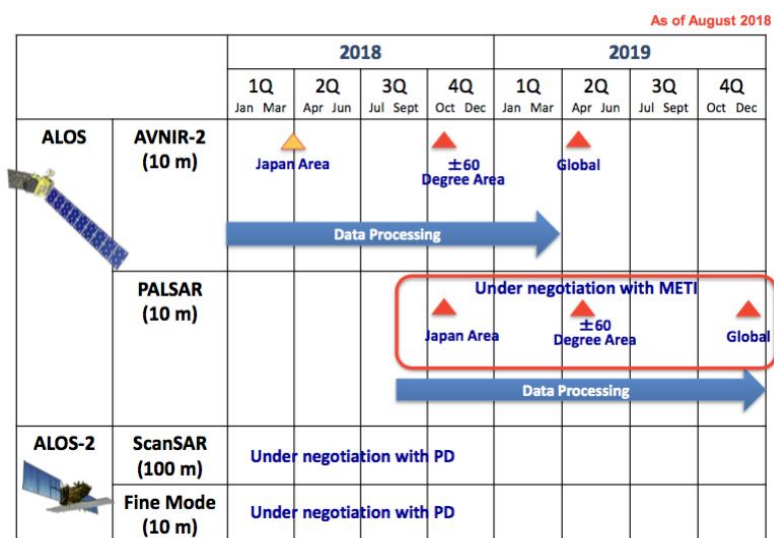 As of August 2018
2018 2019
1Q 2Q 3Q 4Q 1Q 2Q 3Q 4Q
Jan Mar Apr Jun Jul Sept Oct Dec Jan Mar Apr Jun Jul Sept Oct Dec
ALOS AVNIR-2
(10 m)
Japan Area ±60 Degree Area Global
Data Processing
PALSAR
(10 m)
Under negotiation with METI
Japan Area ±60 Degree Area Global
Data Processing
ALOS-2 ScanSAR
(100 m)
Under negotiation with PD
Fine Mode
(10 m)
Under negotiation with PD